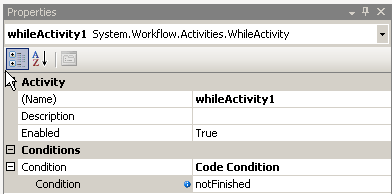 Properties
whileActivity1 System.Workflow.Activities.WhileActivity
A
Z
Activity
(Name) whileActivity1
Description
Enabled True
Conditions
Condition Code Condition
Condition notFinished